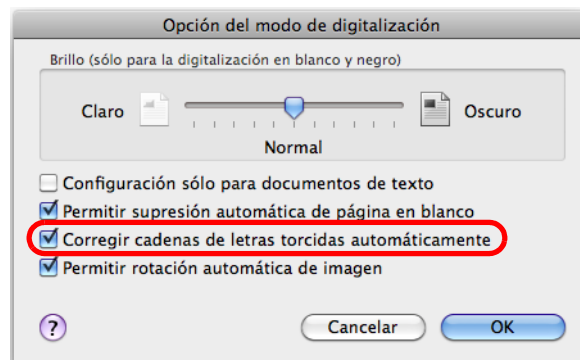 Opción del modo de digitalización
Brillo (sólo para la digitalización en blanco y negro)
Claro Oscuro
Normal
Configuración sólo para documentos de texto
Permitir supresión automática de página en blanco
Corregir cadenas de letras torcidas automáticamente
Permitir rotación automática de imagen
? Cancelar OK